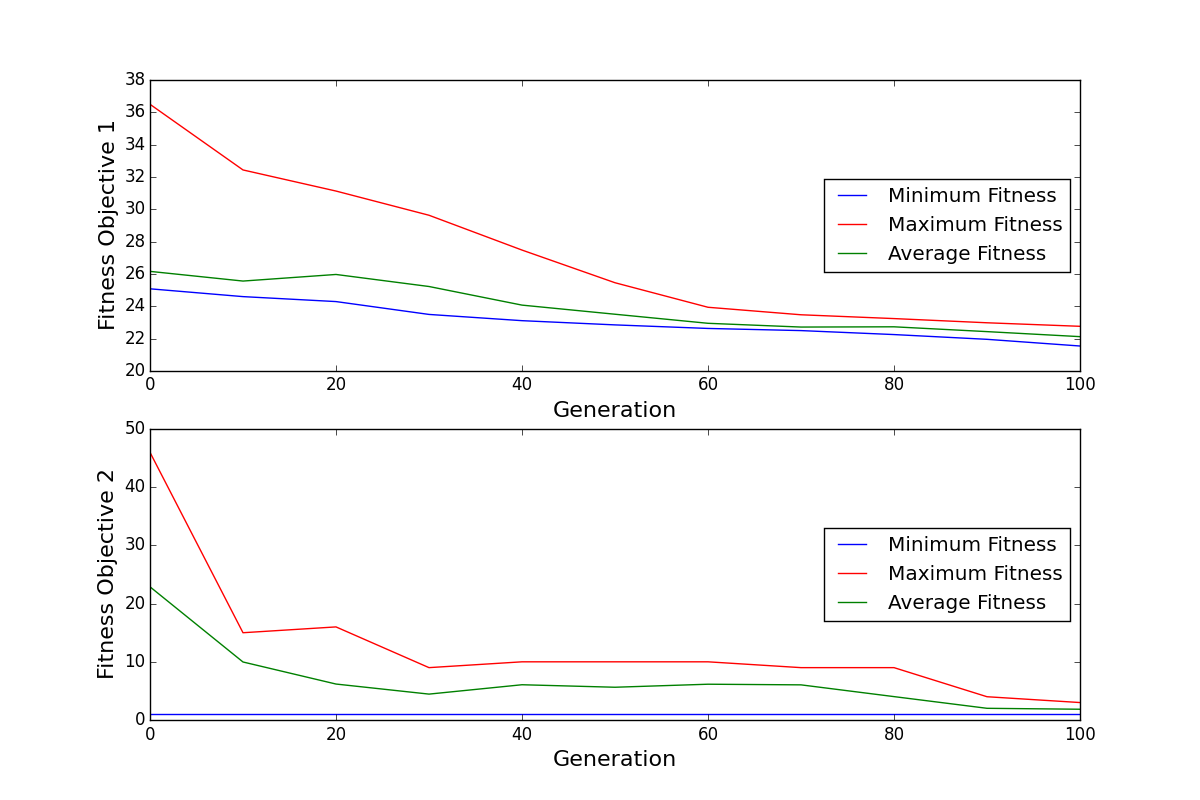 38
36
34
32
30
28
26
24
22
20
Fitness Objective 1
Minimum Fitness
Maximum Fitness
Average Fitness
0 20 40 60 80 100
Generation
50
40
30
20
10
0
Fitness Objective 2
Minimum Fitness
Maximum Fitness
Average Fitness
0 20 40 60 80 100
Generation